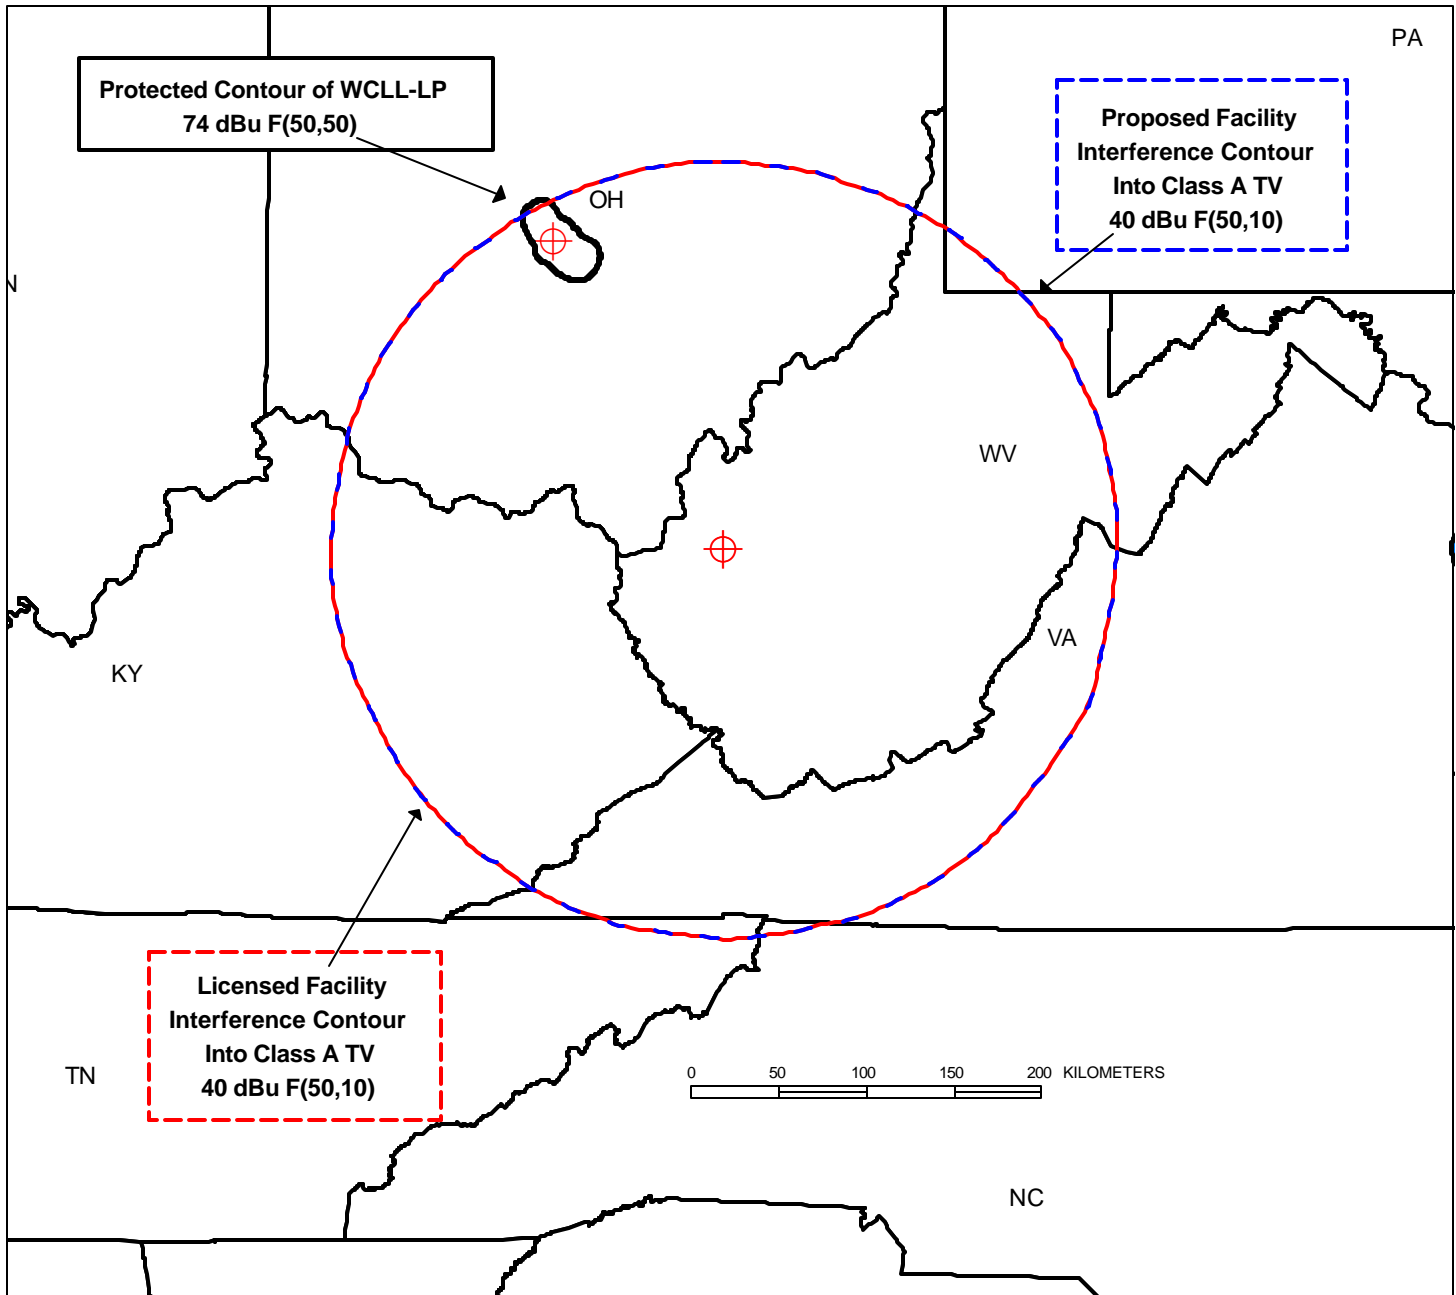 PA
Protected Contour of WCLL-LP
74 dBu F(50,50)
Proposed Facility
Interference Contour
Into Class A TV
40 dBu F(50,10)
OH
N
WV
VA
KY
Licensed Facility
Interference Contour
Into Class A TV
40 dBu F(50,10)
TN
0 50 100 150 200 KILOMETERS
NC